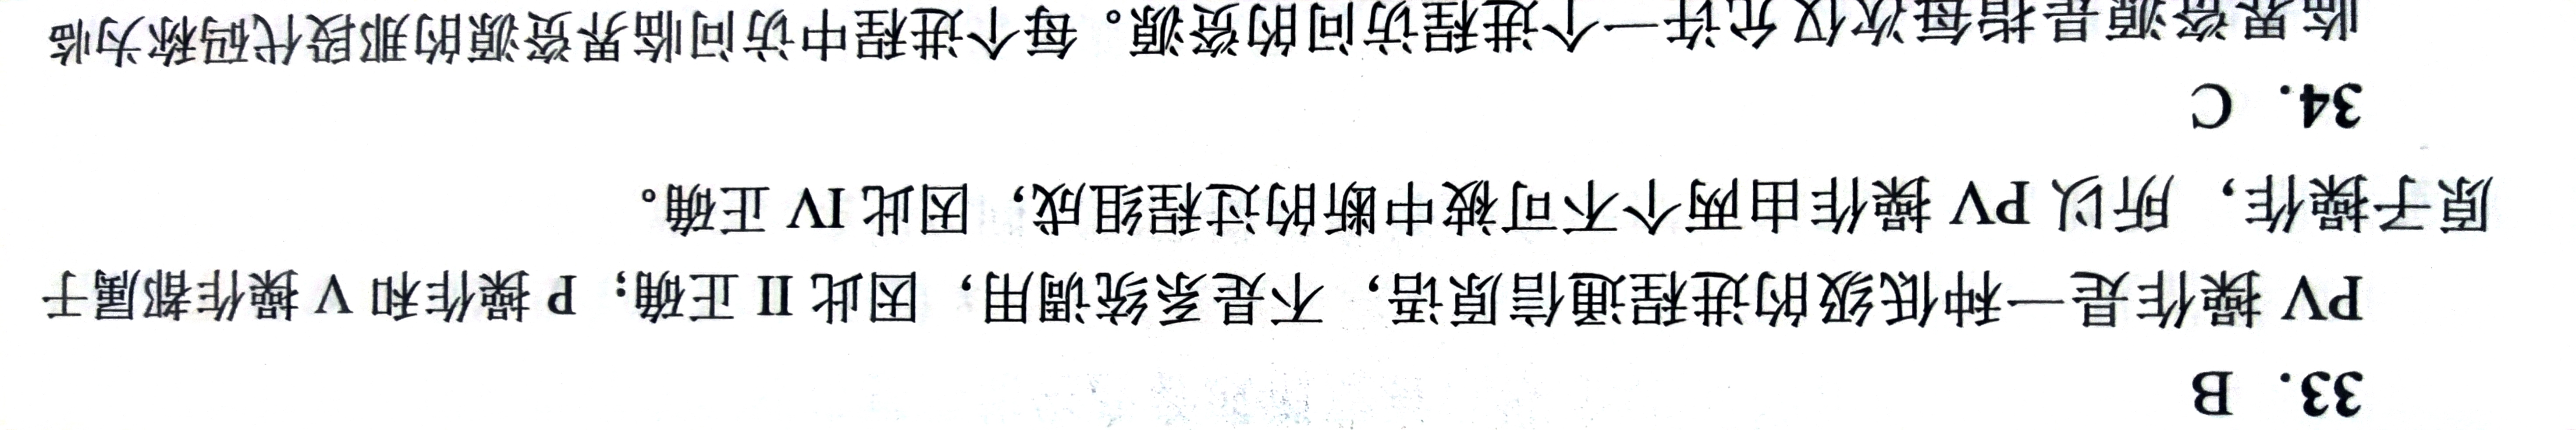 33. B
PV 操作是一种低级的进程通信原语，不是系统调用，因此 II 正确；P 操作和 V 操作都属于
原子操作，所以 PV 操作由两个不可被中断的过程组成，因此 IV 正确。
34. C
临界资源是指每次仅允许一个进程访问的资源。每个进程中访问临界资源的那段代码称为临